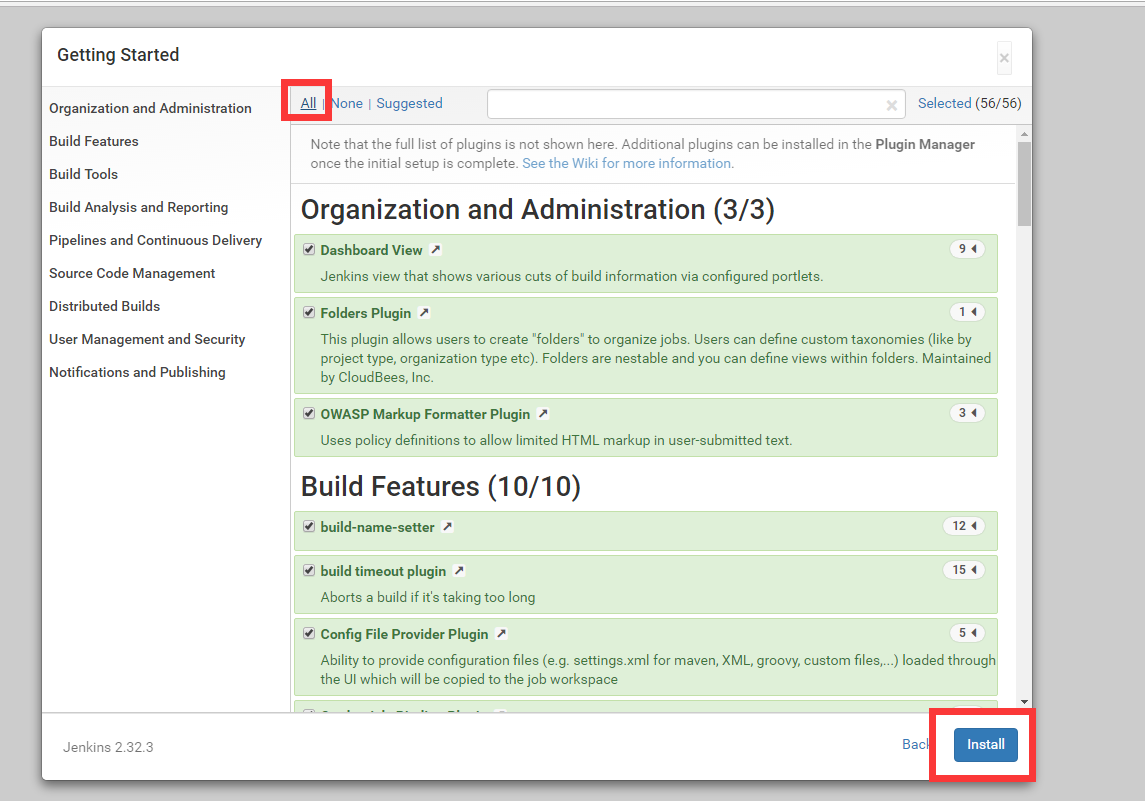 Getting Started
×
Organization and Administration
Build Features
Build Tools
Build Analysis and Reporting
Pipelines and Continuous Delivery
Source Code Management
Distributed Builds
User Management and Security
Notifications and Publishing
All | None | Suggested
Selected (56/56)
Note that the full list of plugins is not shown here. Additional plugins can be installed in the Plugin Manager
once the initial setup is complete. See the Wiki for more information.
Organization and Administration (3/3)
Dashboard View 9
Jenkins view that shows various cuts of build information via configured portlets.
Folders Plugin 1
This plugin allows users to create "folders" to organize jobs. Users can define custom taxonomies (like by
project type, organization type etc). Folders are nestable and you can define views within folders. Maintained
by CloudBees, Inc.
OWASP Markup Formatter Plugin 3
Uses policy definitions to allow limited HTML markup in user-submitted text.
Build Features (10/10)
build-name-setter 12
build timeout plugin 15
Aborts a build if it's taking too long
Config File Provider Plugin 5
Ability to provide configuration files (e.g. settings.xml for maven, XML, groovy, custom files,...) loaded through
the UI which will be copied to the job workspace
Jenkins 2.32.3
Back
Install